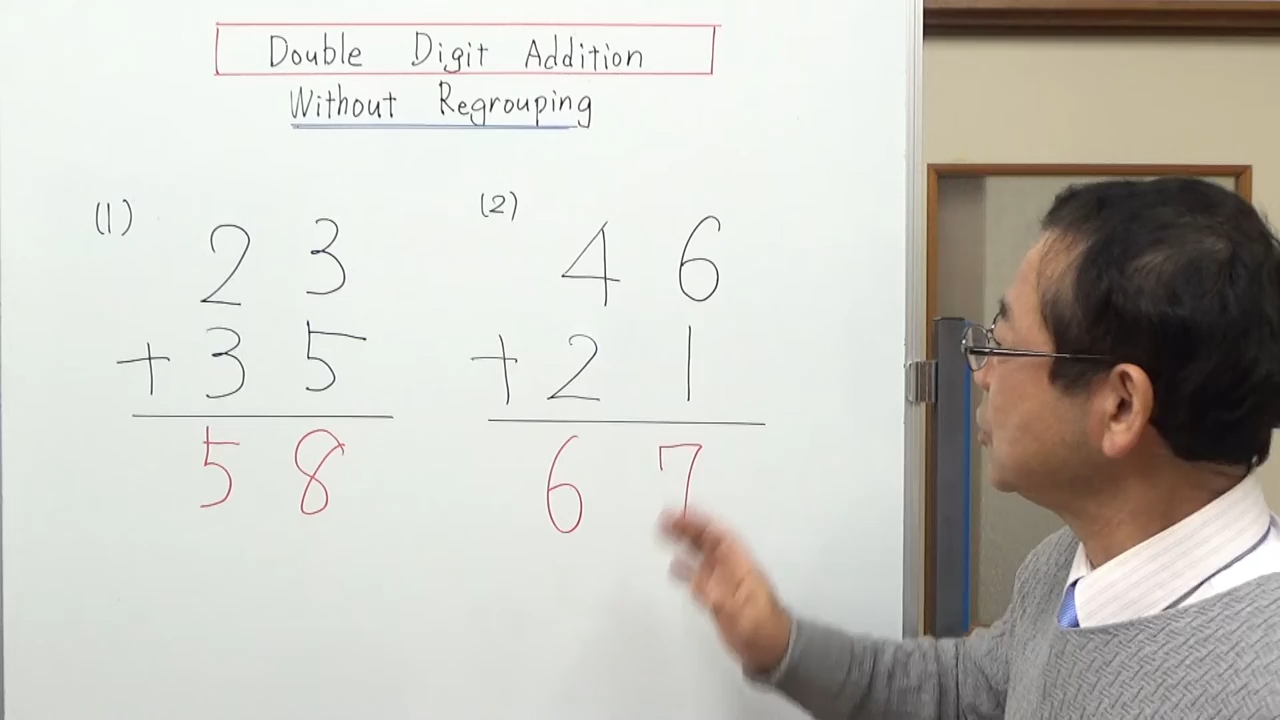 Double Digit Addition
Without Regrouping
(1)
2 3
+ 3 5
5 8
(2)
4 6
+ 2 1
6 7